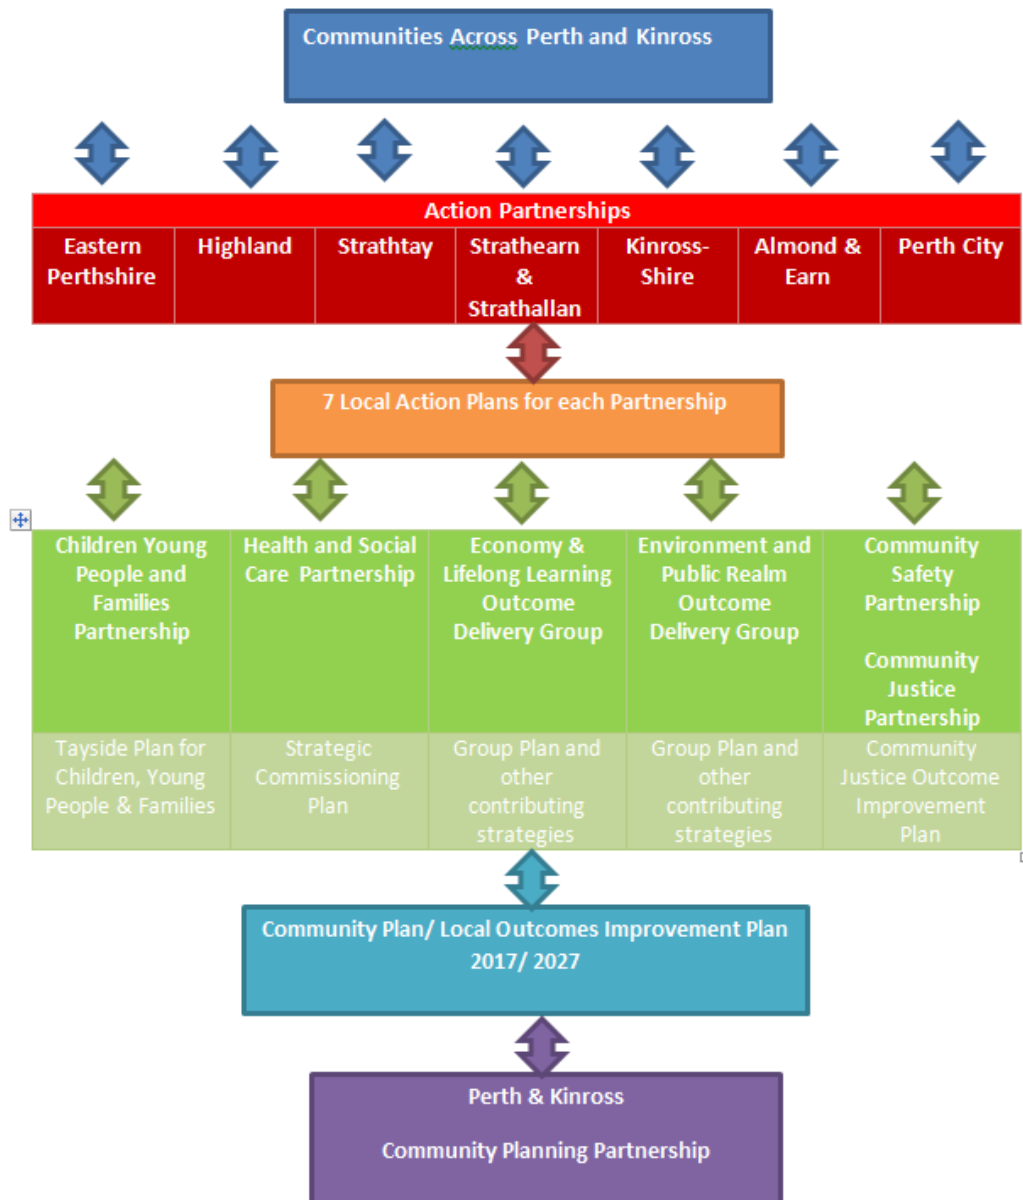 Communities Across Perth and Kinross
Action Partnerships
Eastern
Perthshire
Highland
Strathtay
Strathearn
&
Strathallan
Kinross-
Shire
Almond &
Earn
Perth City
7 Local Action Plans for each Partnership
Children Young
People and
Families
Partnership
Health and Social
Care Partnership
Economy &
Lifelong Learning
Outcome
Delivery Group
Environment and
Public Realm
Outcome
Delivery Group
Community
Safety
Partnership
Community
Justice
Partnership
Tayside Plan for
Children, Young
People & Families
Strategic
Commissioning
Plan
Group Plan and
other
contributing
strategies
Group Plan and
other
contributing
strategies
Community
Justice Outcome
Improvement
Plan
Community Plan/ Local Outcomes Improvement Plan
2017/ 2027
Perth & Kinross
Community Planning Partnership